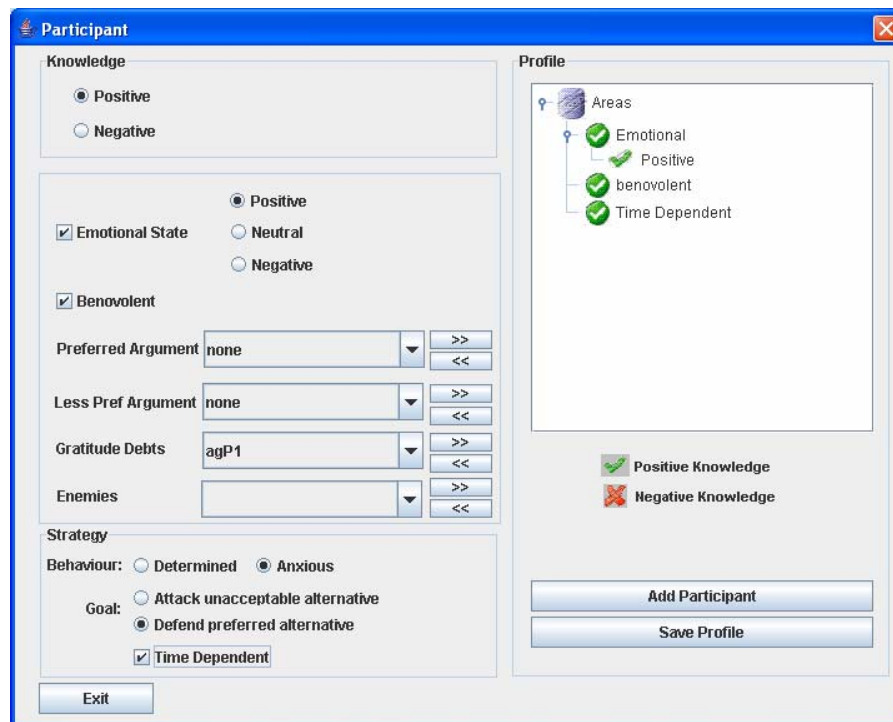 Participant
Knowledge
Positive
Negative
Positive
Emotional State
Neutral
Negative
Benovolent
Preferred Argument none >>
<<
Less Pref Argument none >>
<<
Gratitude Debts agP1 >>
<<
Enemies >>
<<
Strategy
Behaviour: Determined Anxious
Goal: Attack unacceptable alternative
Defend preferred alternative
Time Dependent
Exit
Profile
Areas
Emotional
Positive
benovolent
Time Dependent
Positive Knowledge
Negative Knowledge
Add Participant
Save Profile